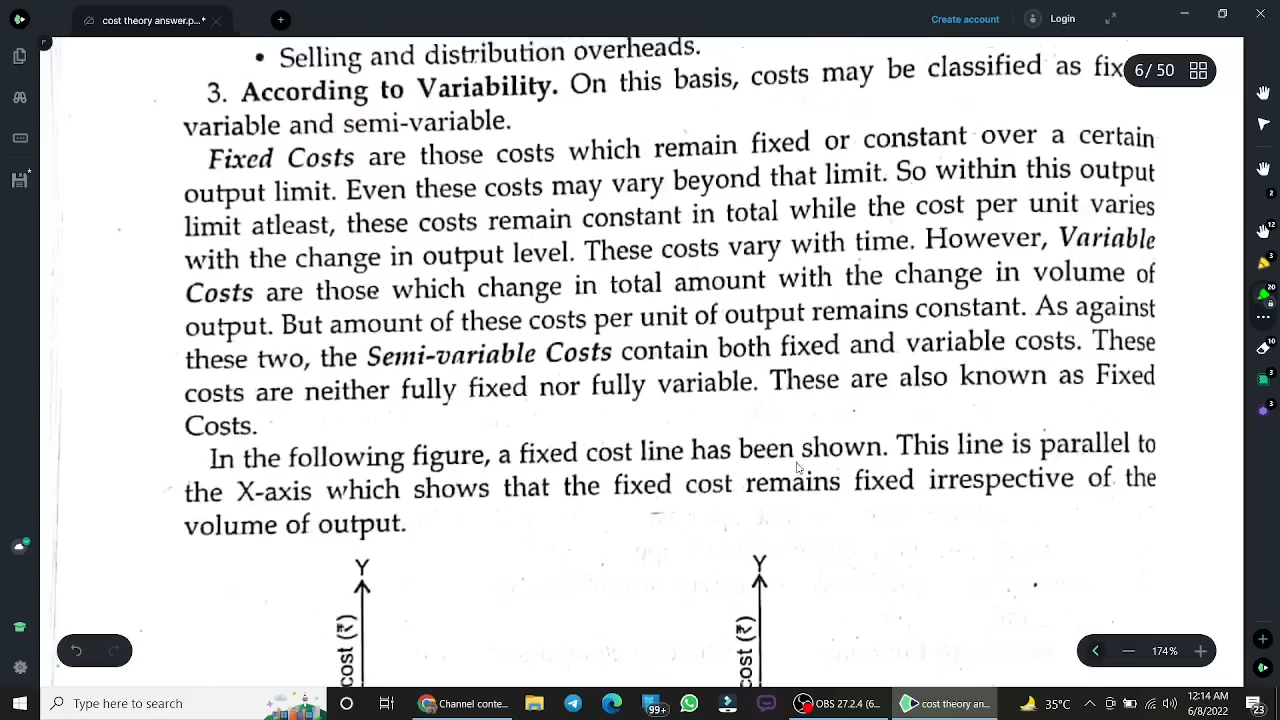 cost theory answer.p...*
Create account
Login
• Selling and distribution overheads.
3. According to Variability. On this basis, costs may be classified as fix
6 / 50
variable and semi-variable.
Fixed Costs are those costs which remain fixed or constant over a certain
output limit. Even these costs may vary beyond that limit. So within this output
limit atleast, these costs remain constant in total while the cost per unit varies
with the change in output level. These costs vary with time. However, Variable
Costs are those which change in total amount with the change in volume of
output. But amount of these costs per unit of output remains constant. As against
these two, the Semi-variable Costs contain both fixed and variable costs. These
costs are neither fully fixed nor fully variable. These are also known as Fixed
Costs.
In the following figure, a fixed cost line has been shown. This line is parallel to
the X-axis which shows that the fixed cost remains fixed irrespective of the
volume of output.
Y
cost (₹)
Y
cost (₹)
2
12
3
20
10
3
3
174%
Type here to search
Channel conte...
99+
OBS 27.2.4 (6...
cost theory an...
35°C
12:14 AM
6/8/2022
23